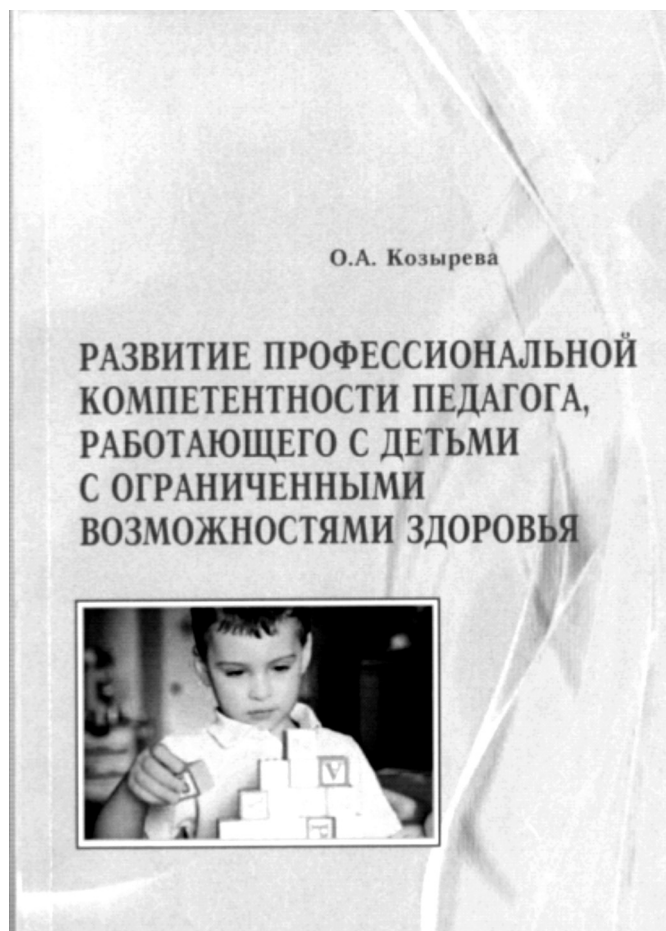 О.А. Козырева
РАЗВИТИЕ ПРОФЕССИОНАЛЬНОЙ
КОМПЕТЕНТНОСТИ ПЕДАГОГА,
РАБОТАЮЩЕГО С ДЕТЬМИ
С ОГРАНИЧЕННЫМИ
ВОЗМОЖНОСТЯМИ ЗДОРОВЬЯ
А